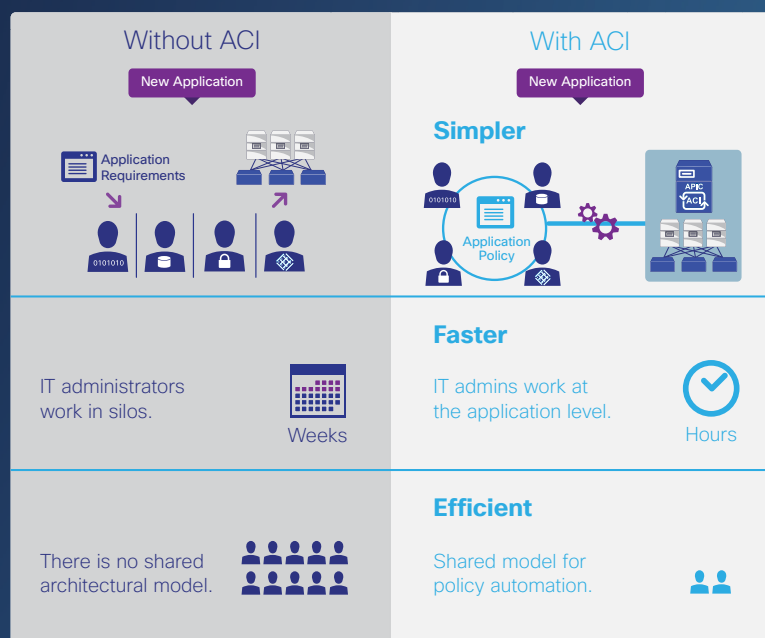 Without ACI
New Application
Application
Requirements
0101010
IT administrators
work in silos.
Weeks
There is no shared
architectural model.
With ACI
New Application
Simpler
0101010
Application
Policy
APIC
ACI
Faster
IT admins work at
the application level.
Hours
Efficient
Shared model for
policy automation.